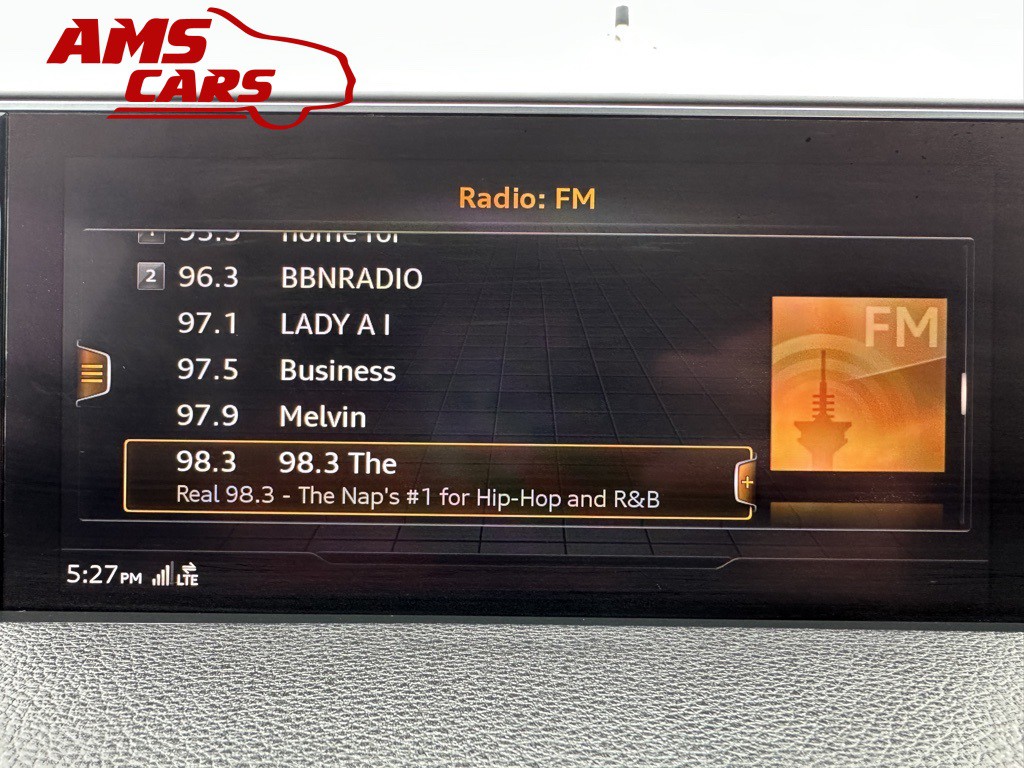 AMS
CARS
Radio: FM
2 96.3 BBNRADIO
97.1 LADY A I
97.5 Business
97.9 Melvin
98.3 98.3 The
Real 98.3 - The Nap's #1 for Hip-Hop and R&B
FM
5:27PM LTE